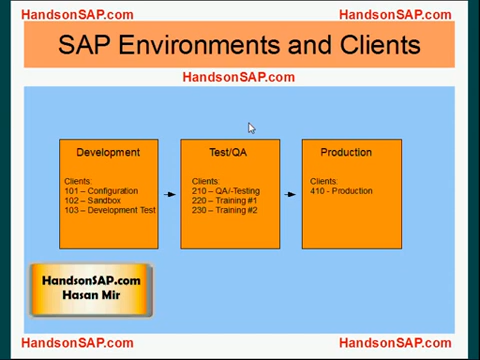 HandsonSAP.com HandsonSAP.com
SAP Environments and Clients
HandsonSAP.com
Development
Clients:
101 – Configuration
102 – Sandbox
103 – Development Test
Test/QA
Clients:
210 – QA/-Testing
220 – Training #1
230 – Training #2
Production
Clients:
410 - Production
HandsonSAP.com
Hasan Mir
HandsonSAP.com HandsonSAP.com